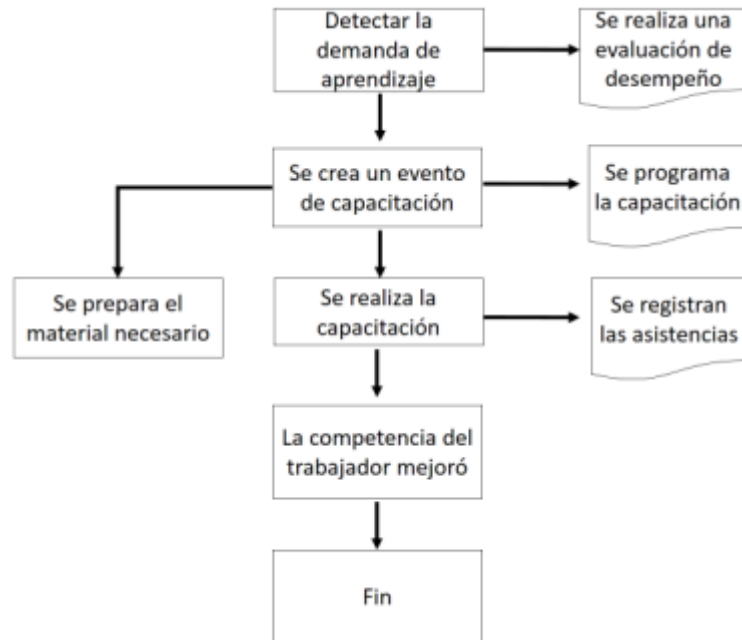 Detectar la
demanda de
aprendizaje
Se realiza una
evaluación de
desempeño
Se crea un evento
de capacitación
Se programa
la capacitación
Se prepara el
material necesario
Se realiza la
capacitación
Se registran
las asistencias
La competencia del
trabajador mejoró
Fin